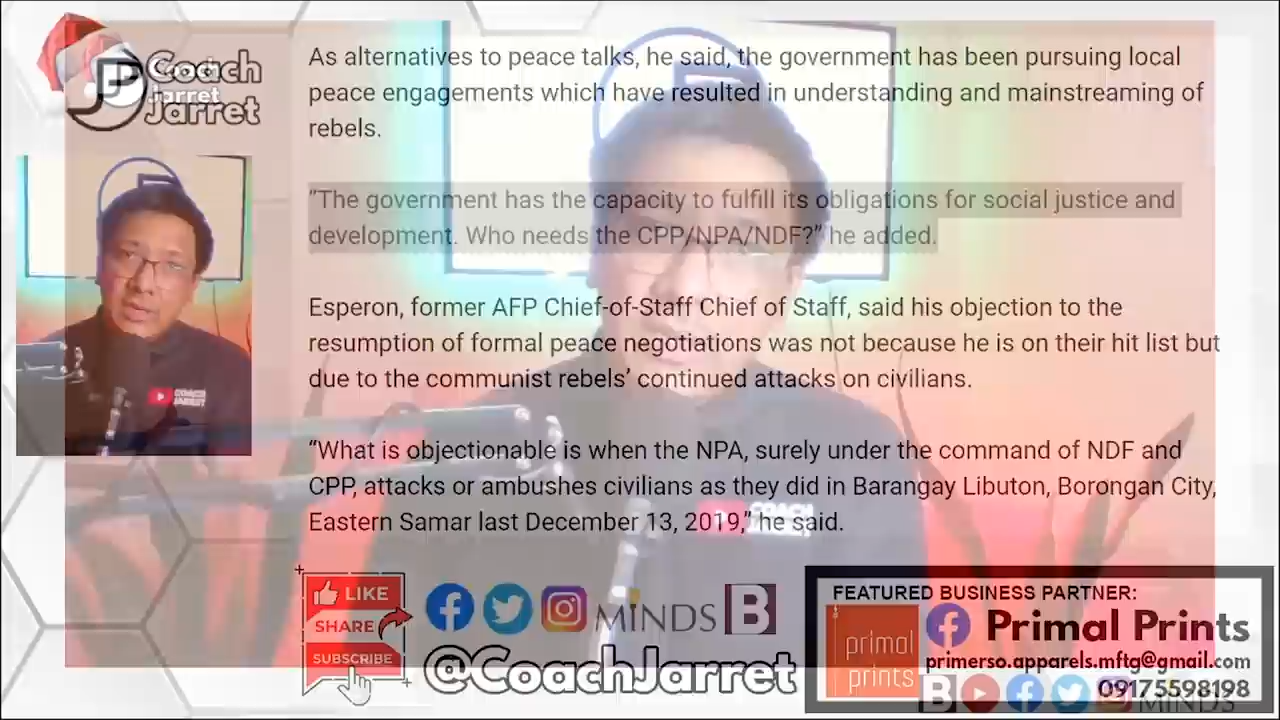 Coach
Jarret
Jarret
As alternatives to peace talks, he said, the government has been pursuing local
peace engagements which have resulted in understanding and mainstreaming of
rebels.
“The government has the capacity to fulfill its obligations for social justice and
development. Who needs the CPP/NPA/NDF?” he added.
Esperon, former AFP Chief-of-Staff Chief of Staff, said his objection to the
resumption of formal peace negotiations was not because he is on their hit list but
due to the communist rebels’ continued attacks on civilians.
“What is objectionable is when the NPA, surely under the command of NDF and
CPP, attacks or ambushes civilians as they did in Barangay Libuton, Borongan City,
Eastern Samar last December 13, 2019,” he said.
COACH
JARRET
LIKE
SHARE
SUBSCRIBE
MINDS
B
@CoachJarret
FEATURED BUSINESS PARTNER:
primal
prints
Primal Prints
primerso.apparels.mftg@gmail.com
09175598198
B
MINDS